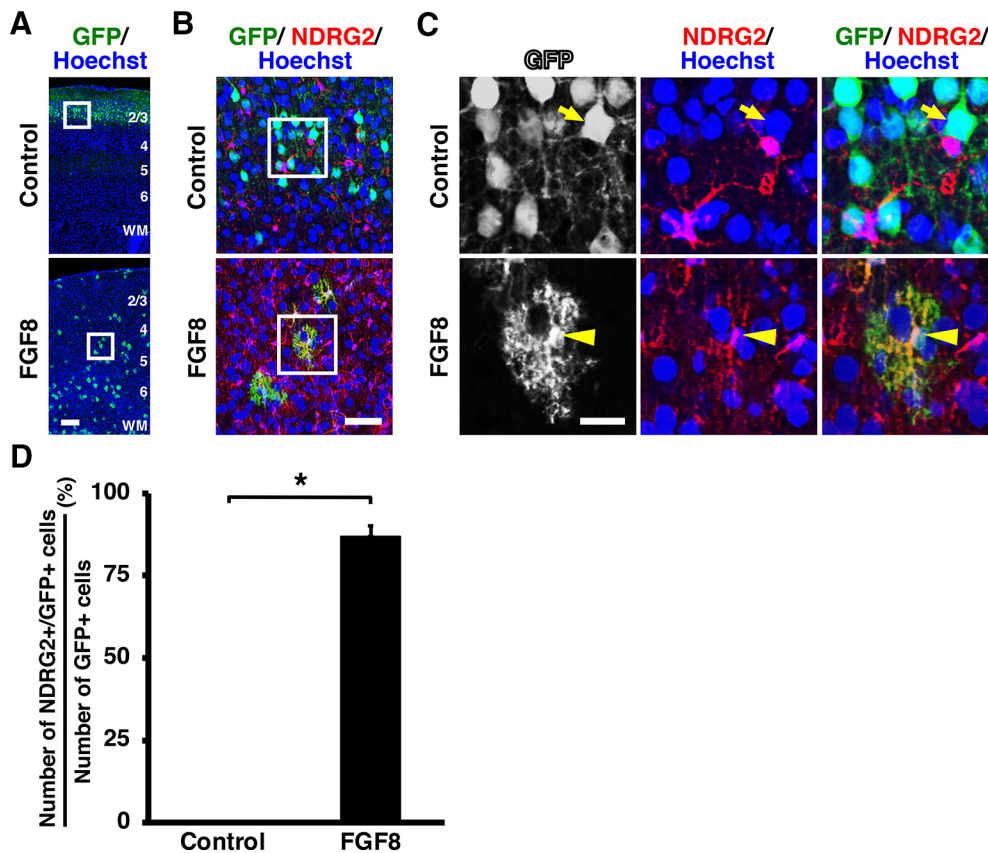 A
GFP/
Hoechst
B
GFP/ NDRG2/
Hoechst
C
GFP
NDRG2/
Hoechst
GFP/ NDRG2/
Hoechst
Control
2/3
4
5
6
WM
Control
Control
FGF8
2/3
4
5
6
WM
FGF8
FGF8
D
Number of NDRG2+/GFP+ cells
Number of GFP+ cells
(%)
100
75
50
25
0
*
Control
FGF8